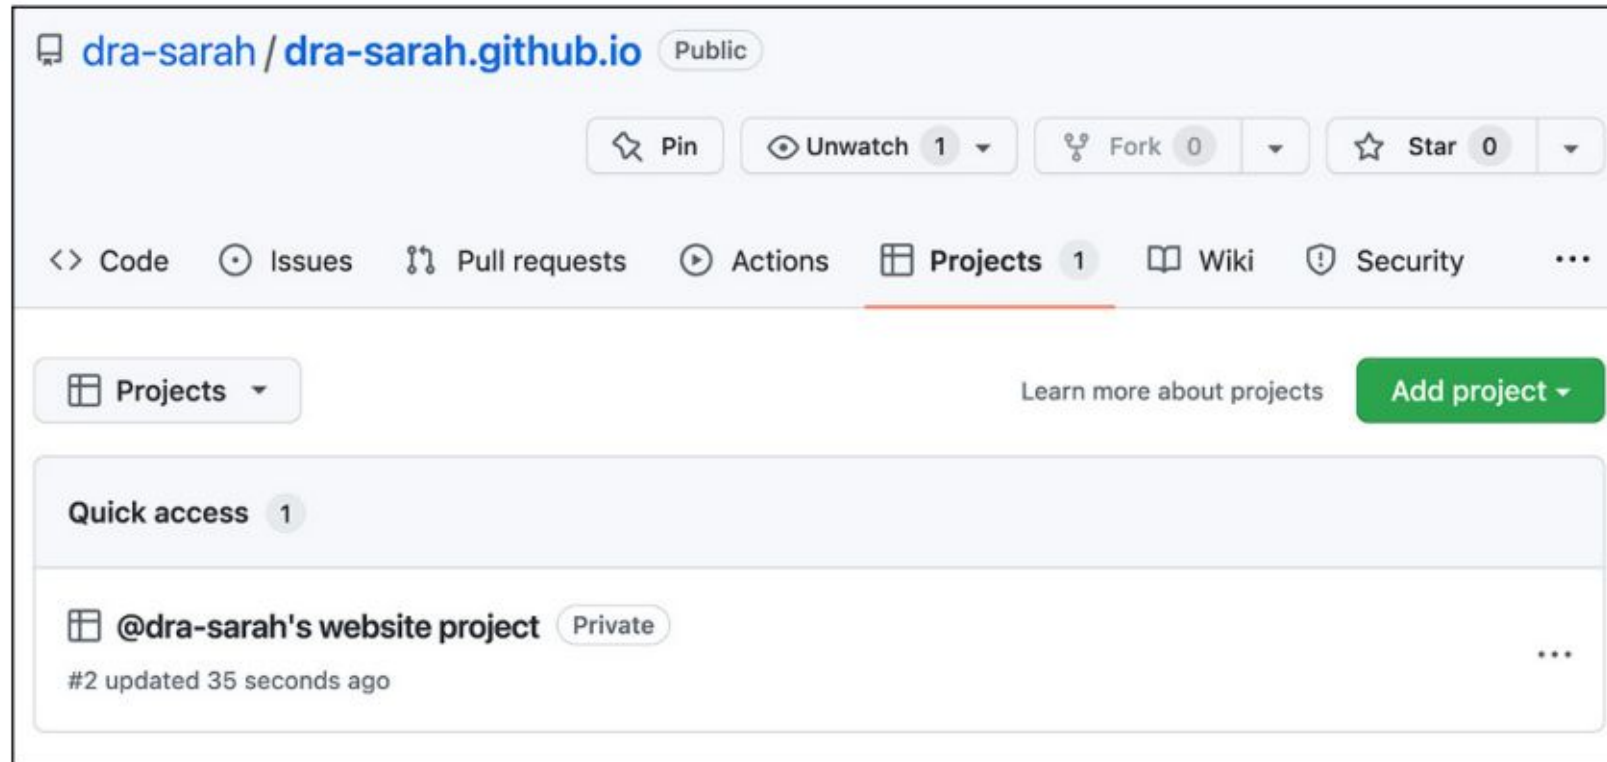 dra-sarah / dra-sarah.github.io Public
Pin Unwatch 1 Fork 0 Star 0
Code Issues Pull requests Actions Projects 1 Wiki Security ...
Projects Learn more about projects Add project
Quick access 1
@dra-sarah's website project Private
...
#2 updated 35 seconds ago